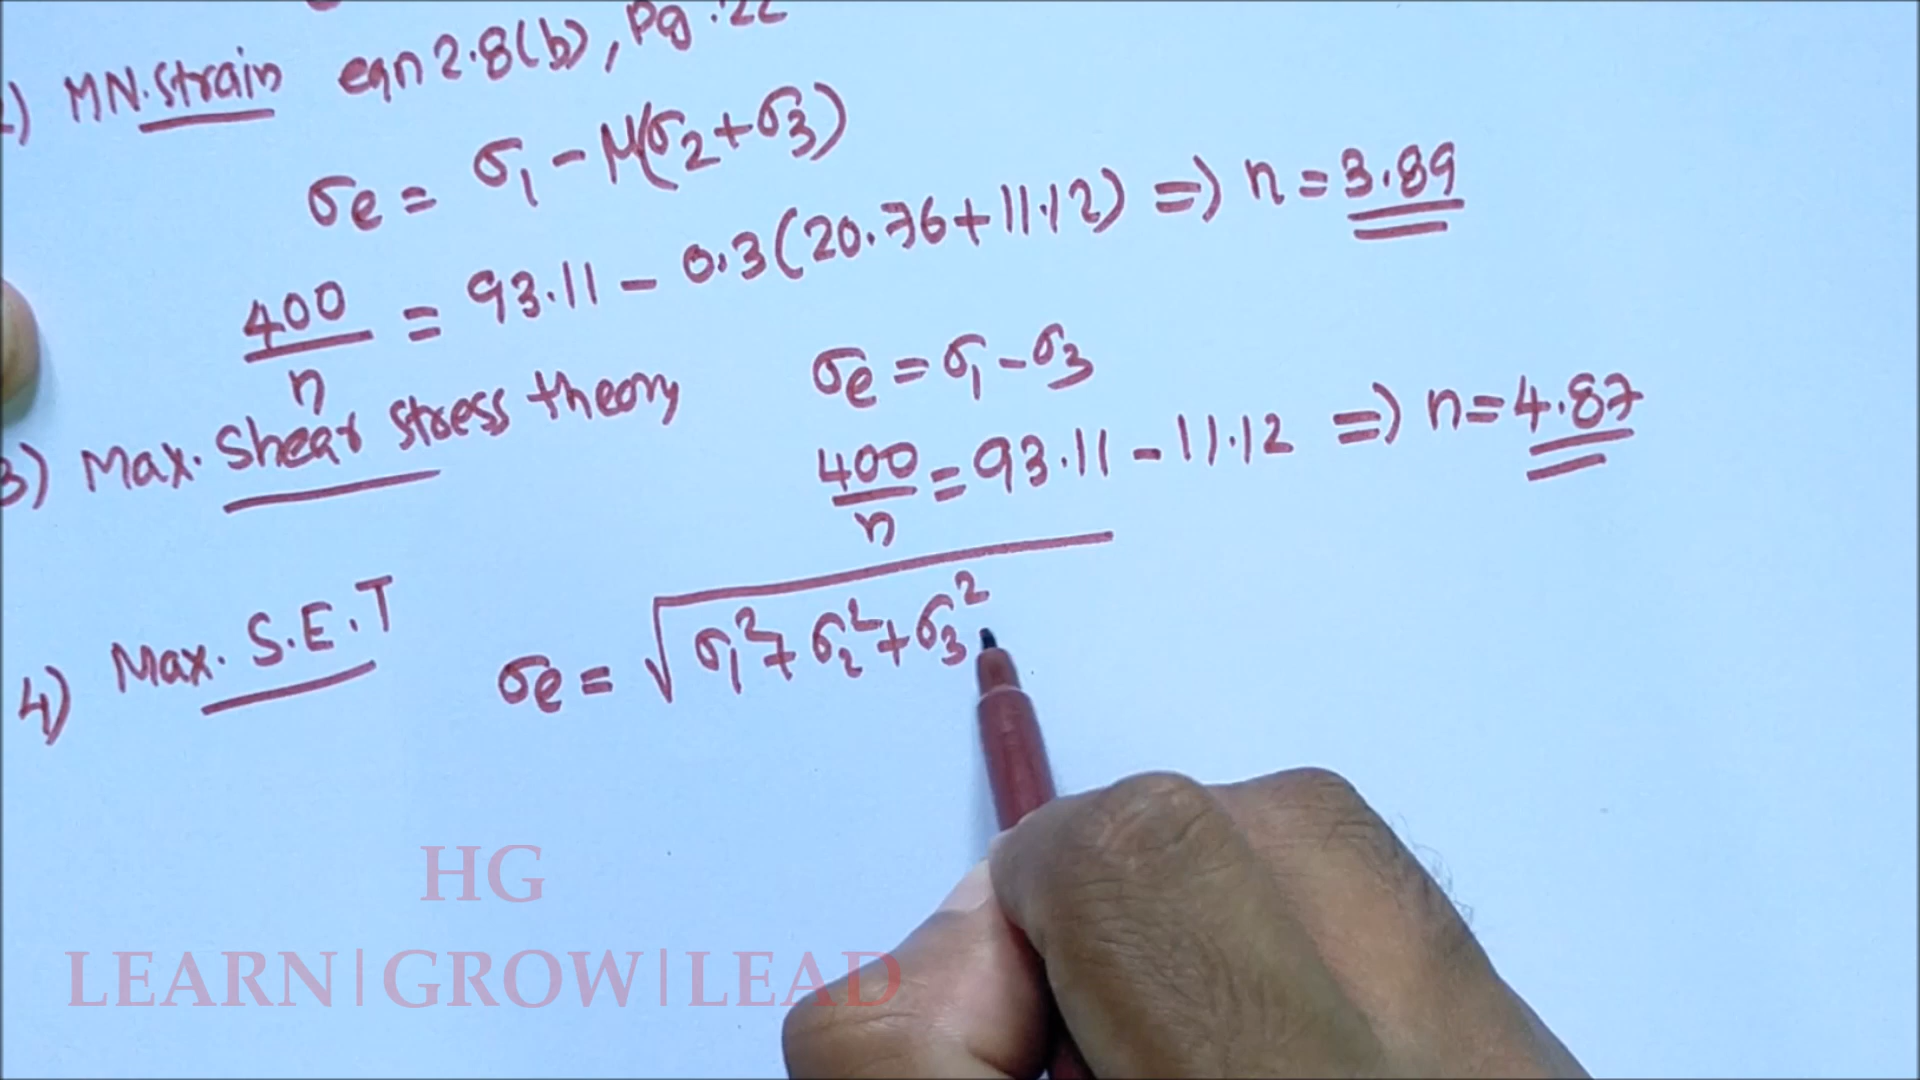 ) MN.strain eqn 2.8(b), Pg.22
σe = σ1 - μ(σ2+σ3)
400/n = 93.11 - 0.3(20.76+11.12) => n = 3.89
3) Max. Shear stress theory σe = σ1 - σ3
400/n = 93.11 - 11.12 => n = 4.87
4) Max. S.E.T σe = √σ1²+σ2²+σ3²
HG
LEARN|GROW|LEAD